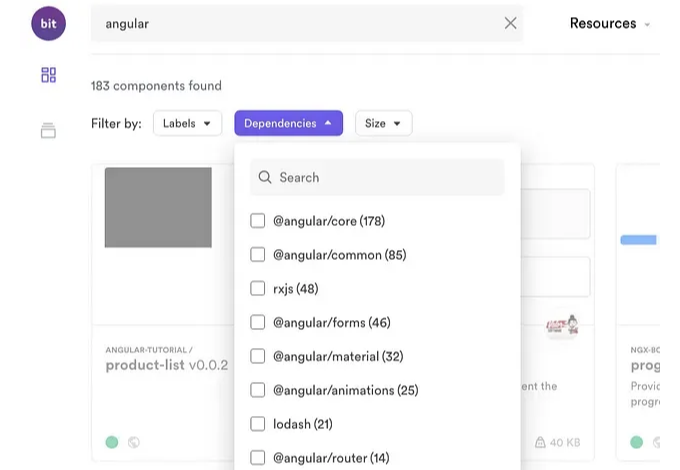 bit
angular
Resources
183 components found
Filter by:
Labels
Dependencies
Size
Search
@angular/core (178)
@angular/common (85)
rxjs (48)
@angular/forms (46)
@angular/material (32)
@angular/animations (25)
lodash (21)
@angular/router (14)
ANGULAR-TUTORIAL /
product-list v0.0.2
ent the
40 KB
NGX-BO
prog
Provid
progre